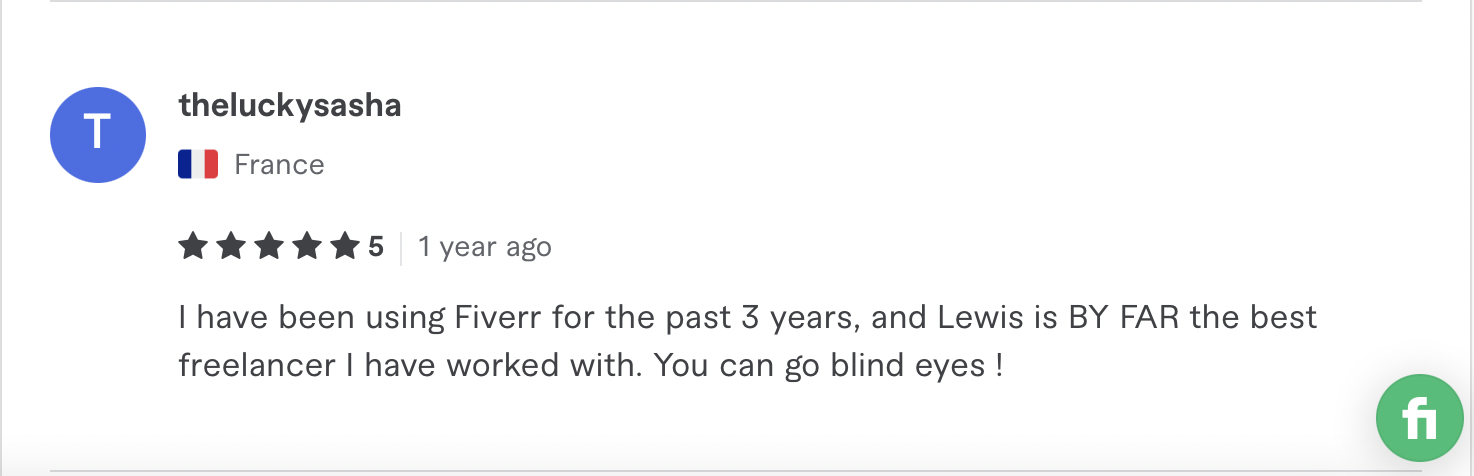 T
theluckysasha
France
5 1 year ago
I have been using Fiverr for the past 3 years, and Lewis is BY FAR the best
freelancer I have worked with. You can go blind eyes !
fi